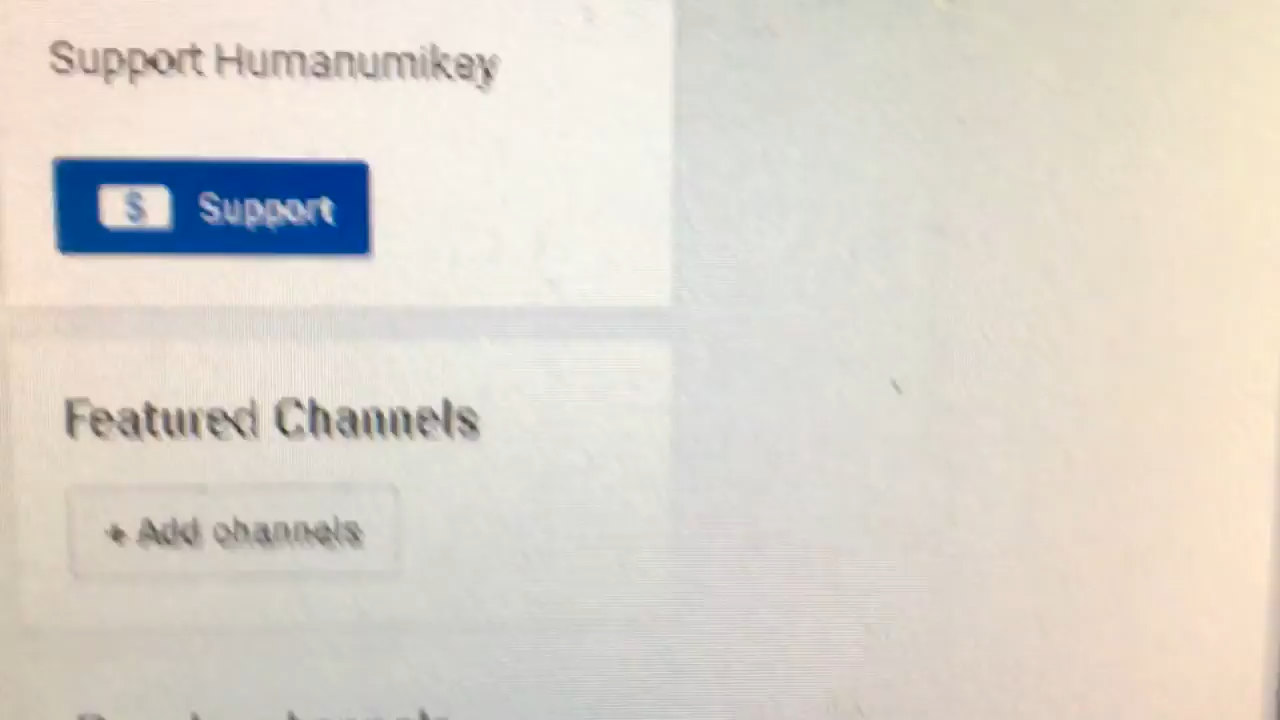 Support Humanumikey
$ Support
Featured Channels
+ Add channels